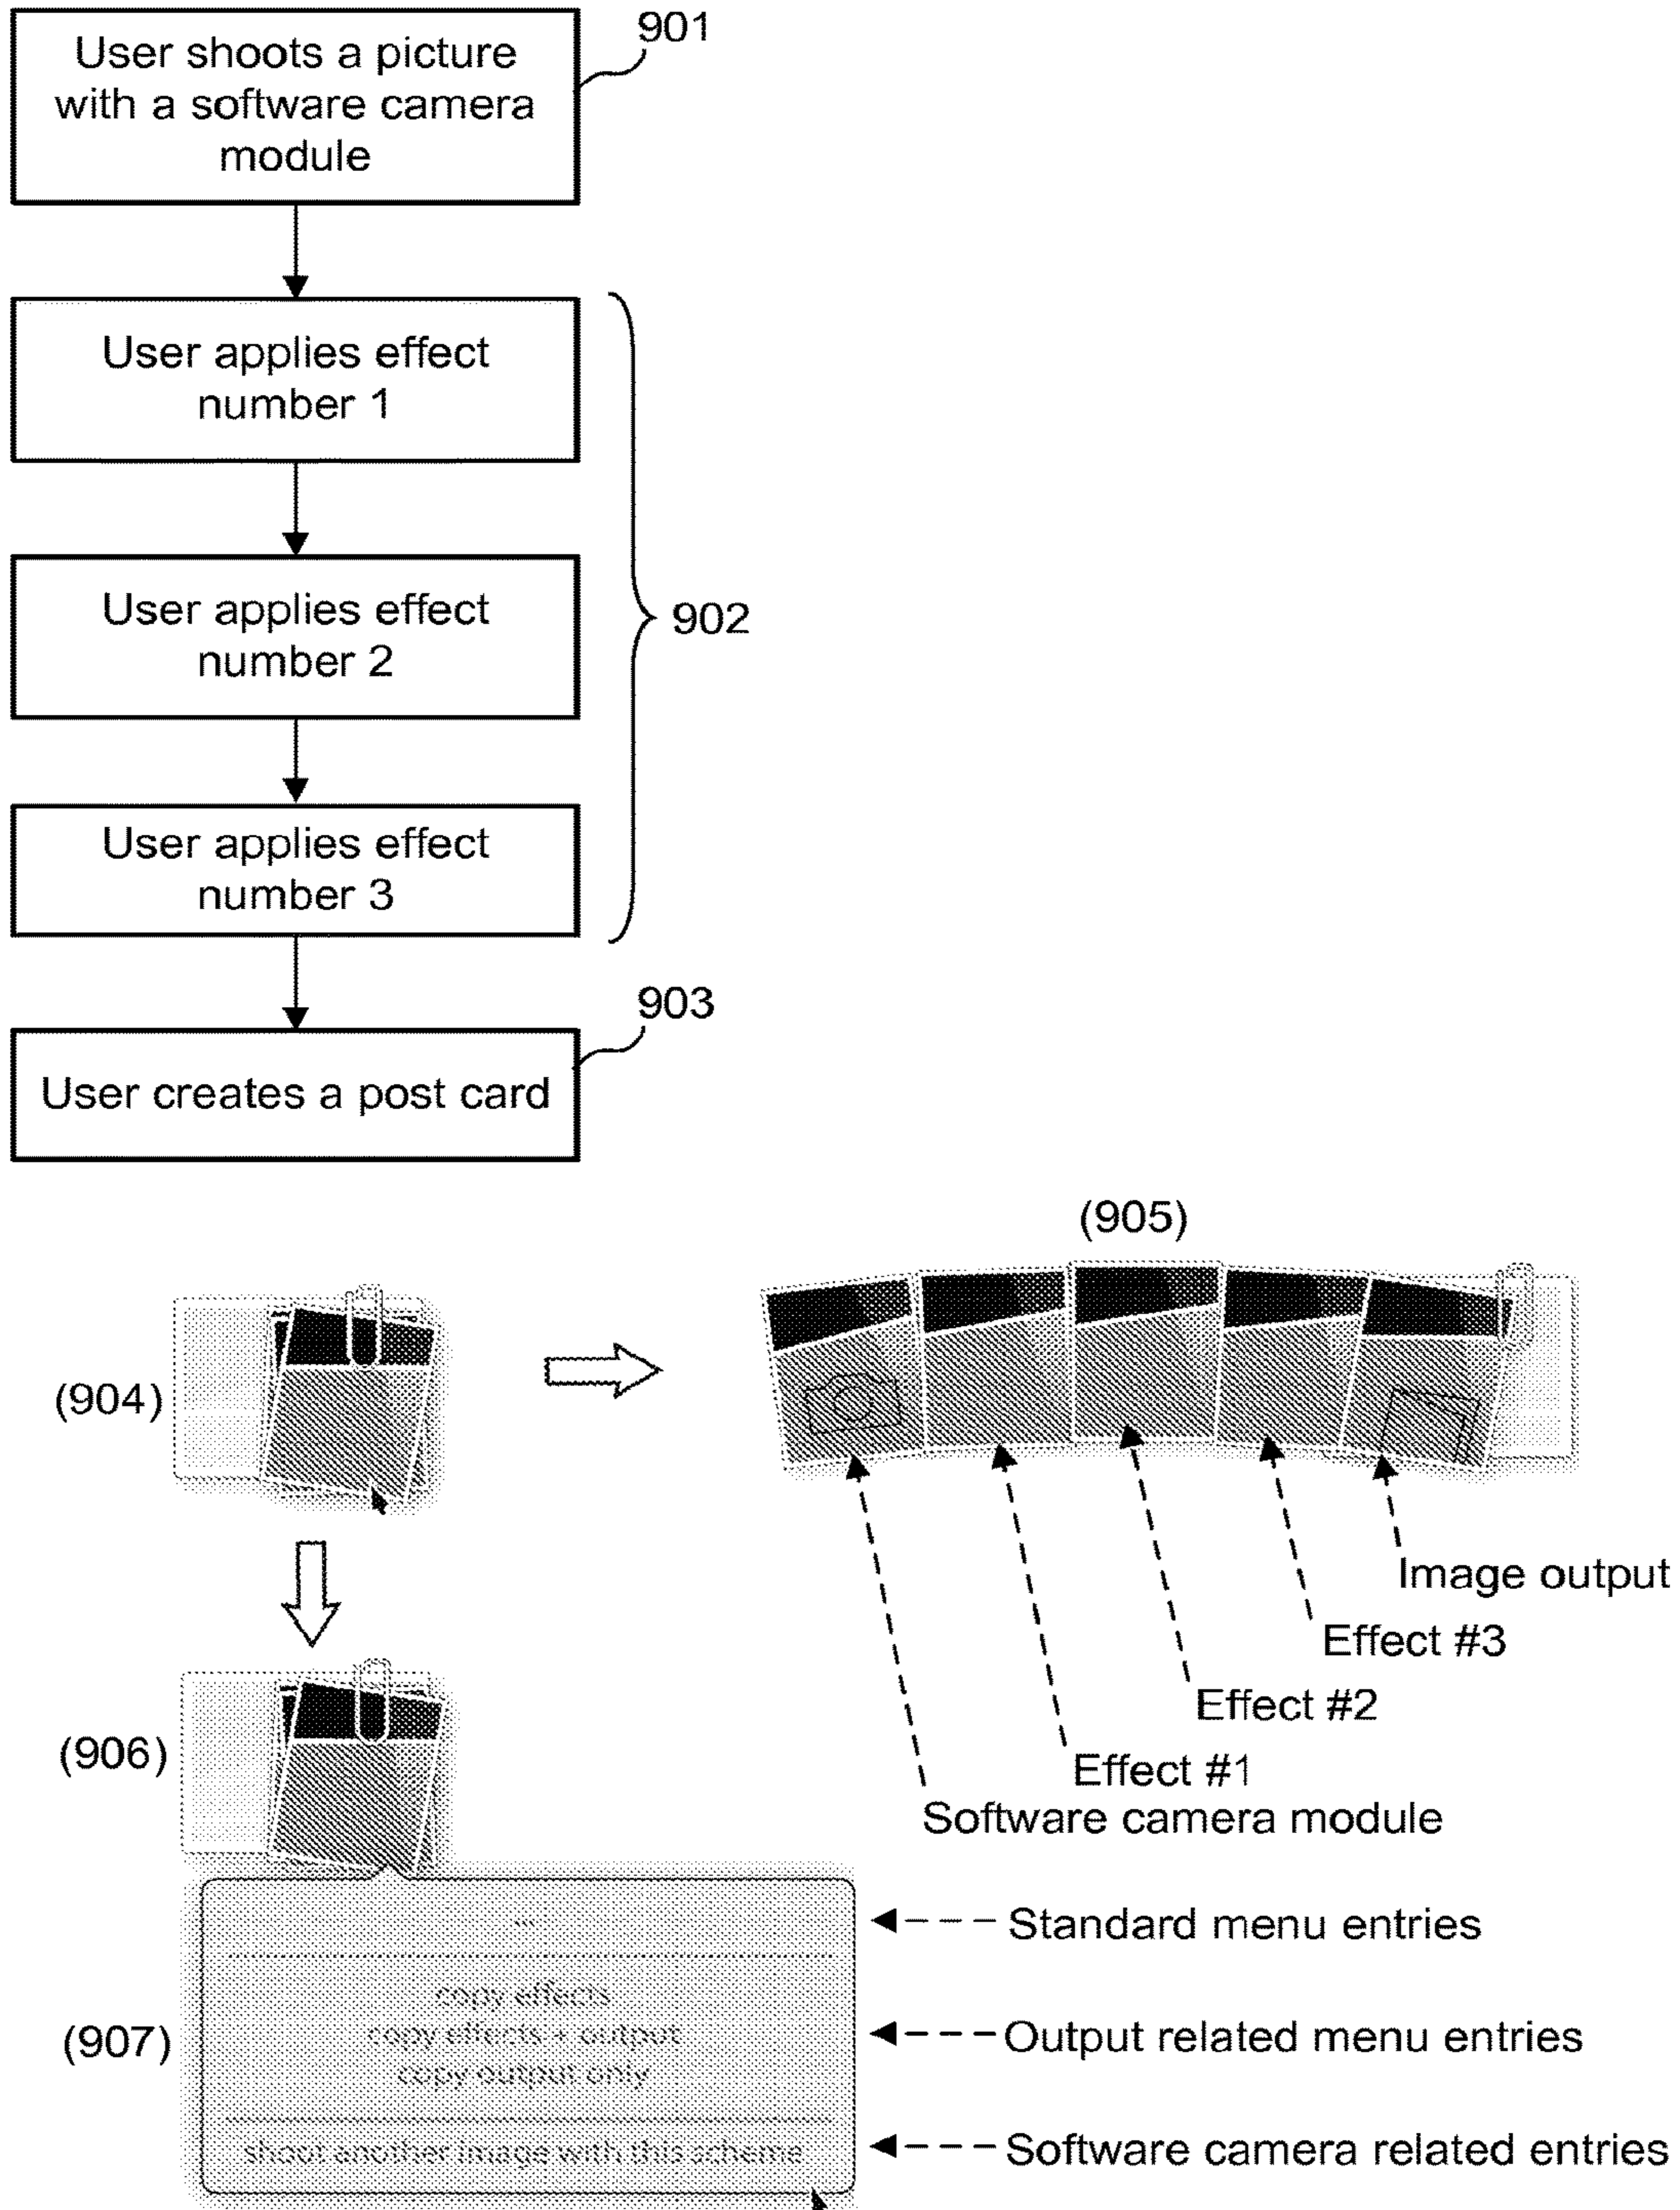 User shoots a picture
with a software camera
module
901
User applies effect
number 1
User applies effect
number 2
902
User applies effect
number 3
903
User creates a post card
(905)
(904)
Image output
Effect #3
Effect #2
(906)
Effect #1
Software camera module
...
Standard menu entries
copy effects
copy effects + output
copy output only
(907)
Output related menu entries
shoot another image with this scheme
Software camera related entries